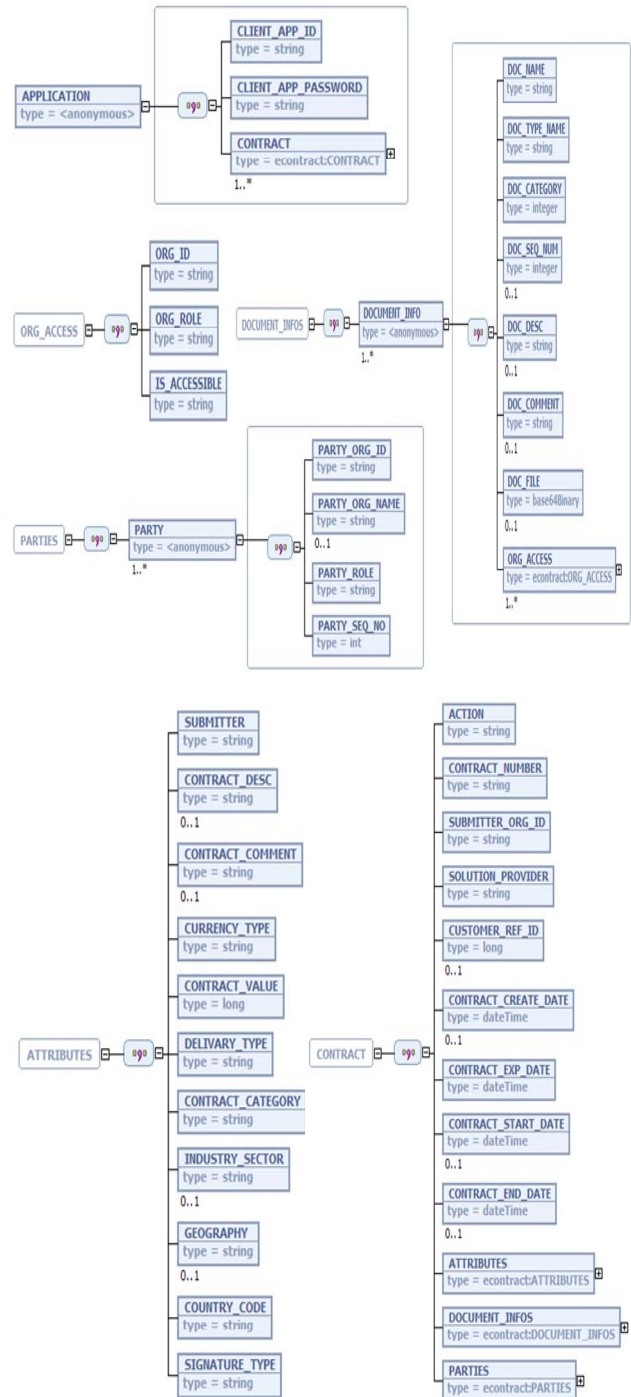 APPLICATION
type = <anonymous>
CLIENT_APP_ID
type = string
CLIENT_APP_PASSWORD
type = string
CONTRACT
type = econtract:CONTRACT
1..*
ORG_ACCESS
ORG_ID
type = string
ORG_ROLE
type = string
IS_ACCESSIBLE
type = string
DOCUMENT_INFOS
DOCUMENT_INFO
type = <anonymous>
1..*
DOC_NAME
type = string
DOC_TYPE_NAME
type = string
DOC_CATEGORY
type = integer
DOC_SEQ_NUM
type = integer
0..1
DOC_DESC
type = string
0..1
DOC_COMMENT
type = string
0..1
DOC_FILE
type = base64Binary
0..1
ORG_ACCESS
type = econtract:ORG_ACCESS
1..*
PARTIES
PARTY
type = <anonymous>
1..*
PARTY_ORG_ID
type = string
PARTY_ORG_NAME
type = string
0..1
PARTY_ROLE
type = string
PARTY_SEQ_NO
type = int
ATTRIBUTES
SUBMITTER
type = string
CONTRACT_DESC
type = string
0..1
CONTRACT_COMMENT
type = string
0..1
CURRENCY_TYPE
type = string
CONTRACT_VALUE
type = long
DELIVARY_TYPE
type = string
CONTRACT_CATEGORY
type = string
INDUSTRY_SECTOR
type = string
0..1
GEOGRAPHY
type = string
0..1
COUNTRY_CODE
type = string
SIGNATURE_TYPE
type = string
CONTRACT
ACTION
type = string
CONTRACT_NUMBER
type = string
SUBMITTER_ORG_ID
type = string
SOLUTION_PROVIDER
type = string
CUSTOMER_REF_ID
type = long
0..1
CONTRACT_CREATE_DATE
type = dateTime
0..1
CONTRACT_EXP_DATE
type = dateTime
CONTRACT_START_DATE
type = dateTime
0..1
CONTRACT_END_DATE
type = dateTime
0..1
ATTRIBUTES
type = econtract:ATTRIBUTES
DOCUMENT_INFOS
type = econtract:DOCUMENT_INFOS
PARTIES
type = econtract:PARTIES